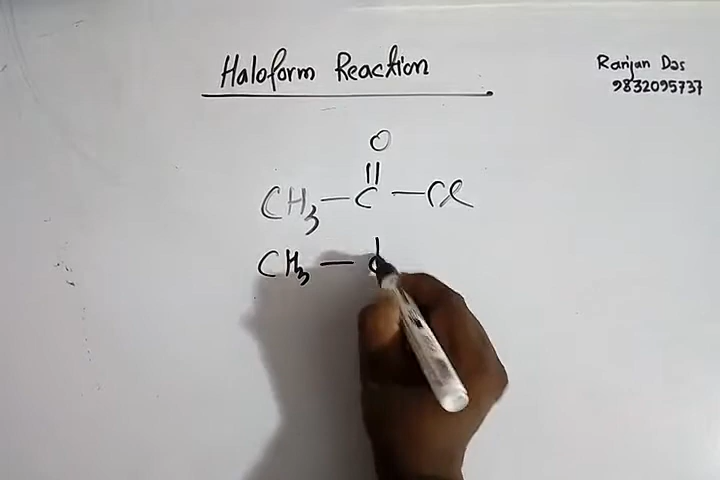 Haloform Reaction
Ranjan Das
9832095737
O
||
CH3 — C — Cl
CH3 —